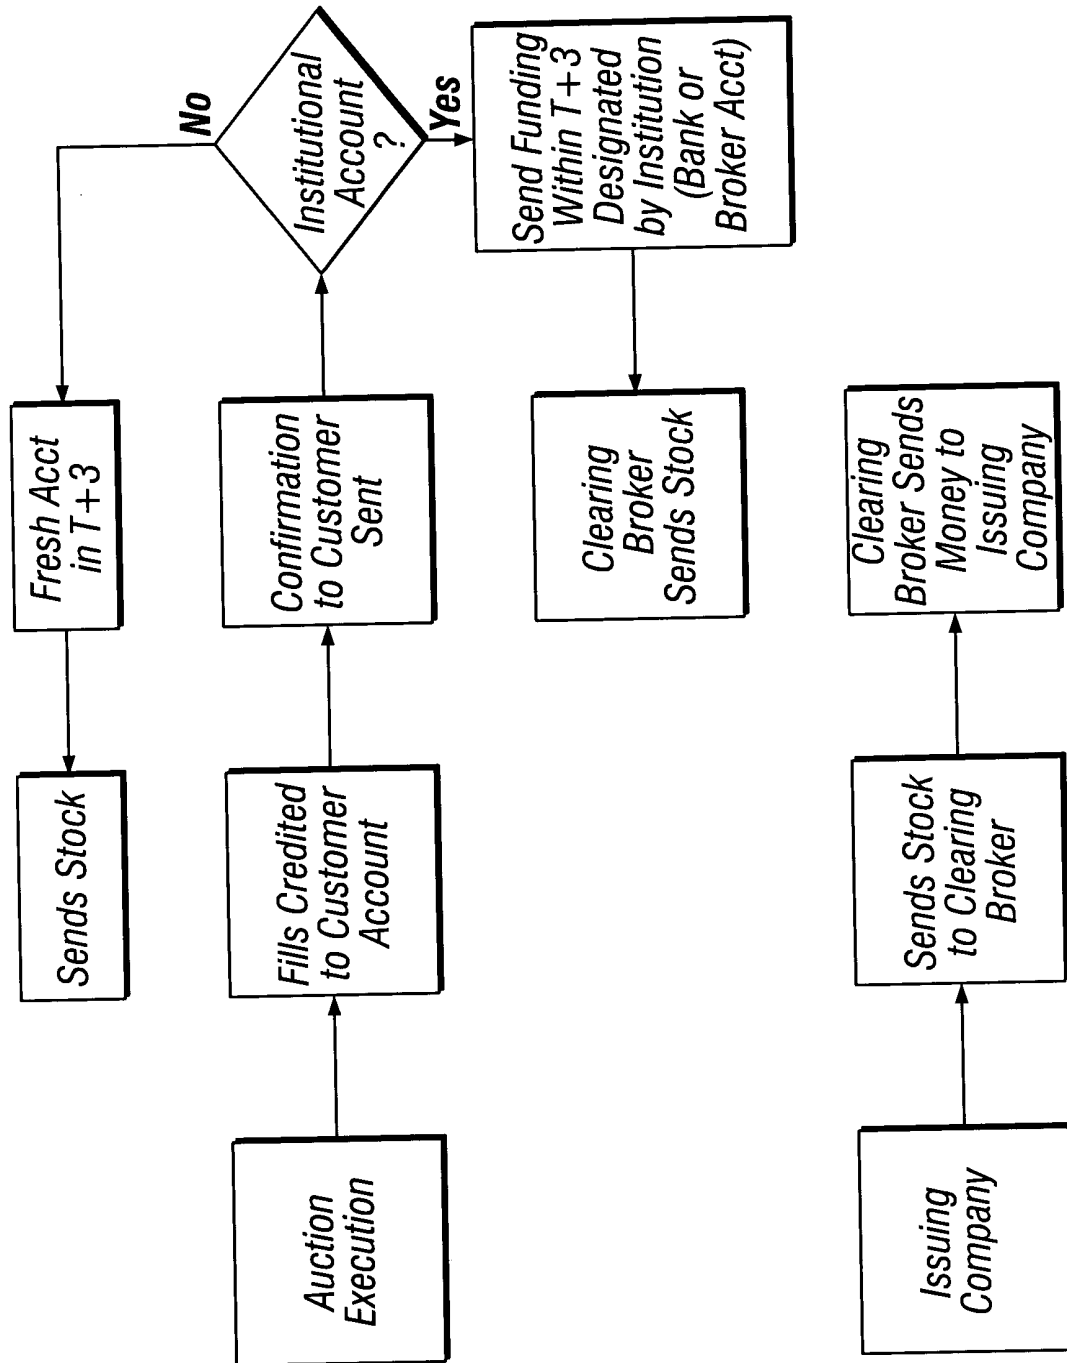 Sends Stock
Fresh Acct
in T+3
No
Auction
Execution
Fills Credited
to Customer
Account
Confirmation
to Customer
Sent
Institutional
Account
?
Yes
Send Funding
Within T+3
Designated
by Institution
(Bank or
Broker Acct)
Clearing
Broker
Sends Stock
Issuing
Company
Sends Stock
to Clearing
Broker
Clearing
Broker Sends
Money to
Issuing
Company